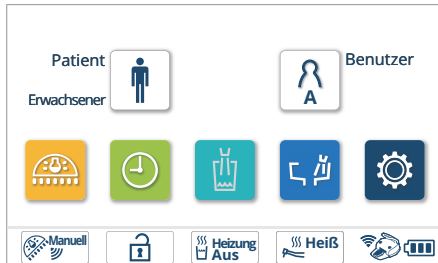 Patient
Benutzer
Erwachsener
A
Manuell
Heizung
Aus
Heiß